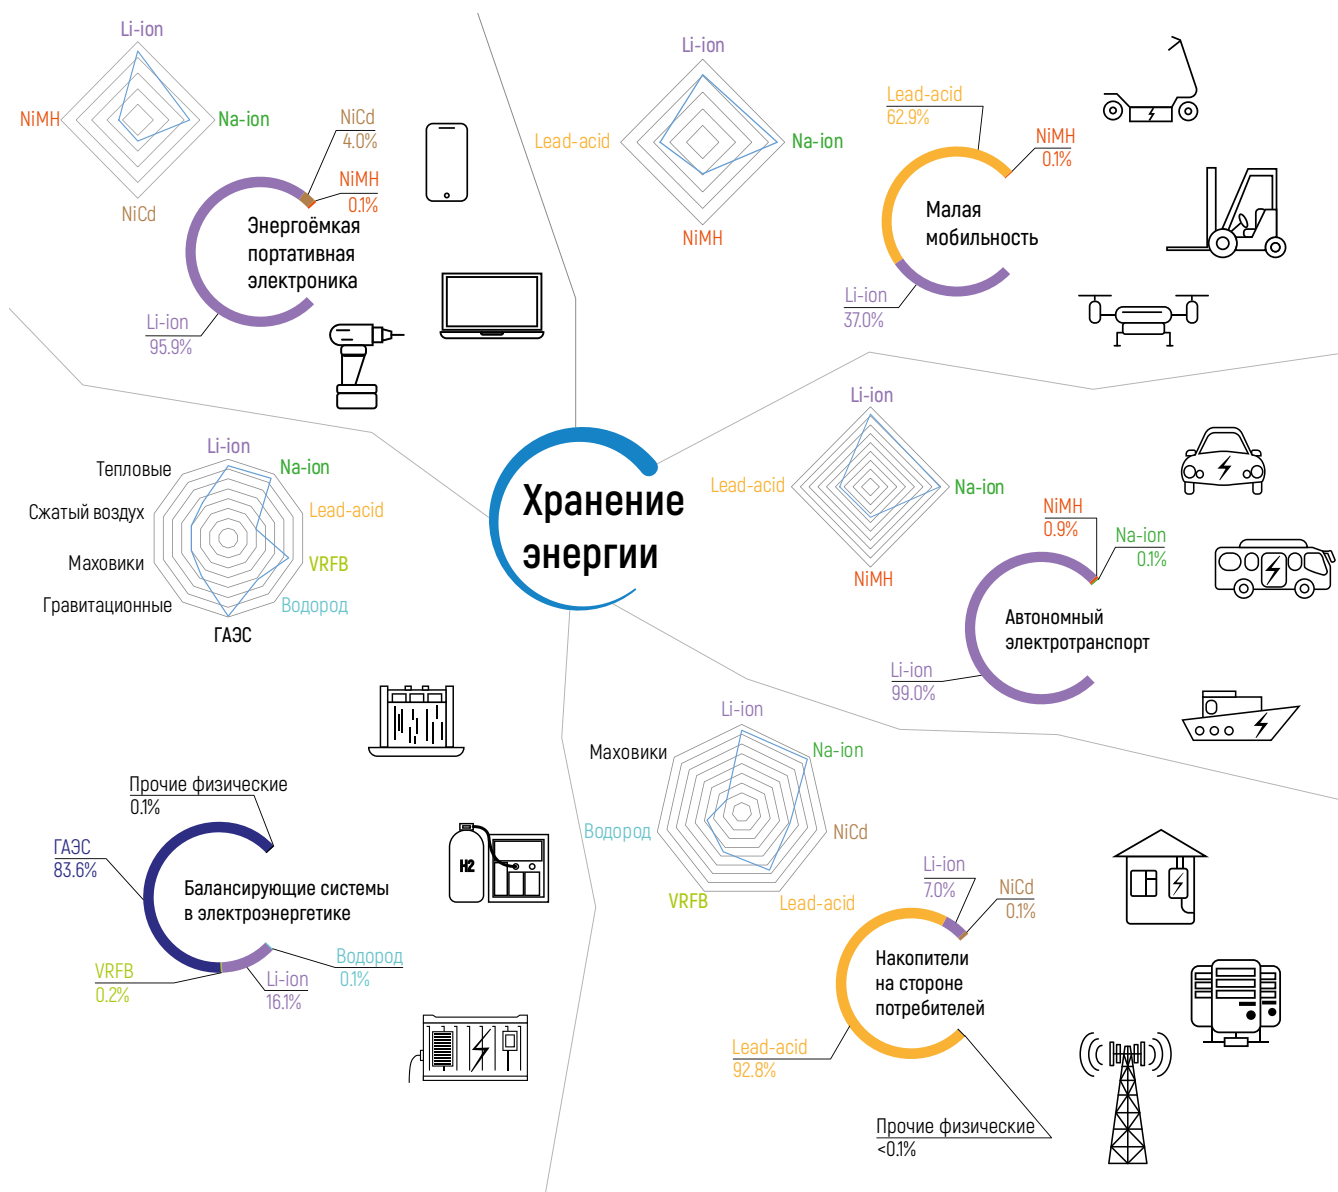 Li-ion
NiMH
Na-ion
NiCd
NiCd
4.0%
NiMH
0.1%
Энергоёмкая
портативная
электроника
Li-ion
95.9%
Li-ion
Lead-acid
Na-ion
NiMH
Lead-acid
62.9%
NiMH
0.1%
Малая
мобильность
Li-ion
37.0%
Хранение
энергии
Li-ion
Lead-acid
Na-ion
NiMH
NiMH
0.9%
Na-ion
0.1%
Автономный
электротранспорт
Li-ion
99.0%
Li-ion
Тепловые
Na-ion
Сжатый воздух
Lead-acid
Маховики
VRFB
Гравитационные
Водород
ГАЭС
Прочие физические
0.1%
ГАЭС
83.6%
Балансирующие системы
в электроэнергетике
VRFB
0.2%
Li-ion
16.1%
Водород
0.1%
H2
Li-ion
Маховики
Na-ion
Водород
NiCd
VRFB
Lead-acid
Li-ion
7.0%
NiCd
0.1%
Накопители
на стороне
потребителей
Lead-acid
92.8%
Прочие физические
<0.1%